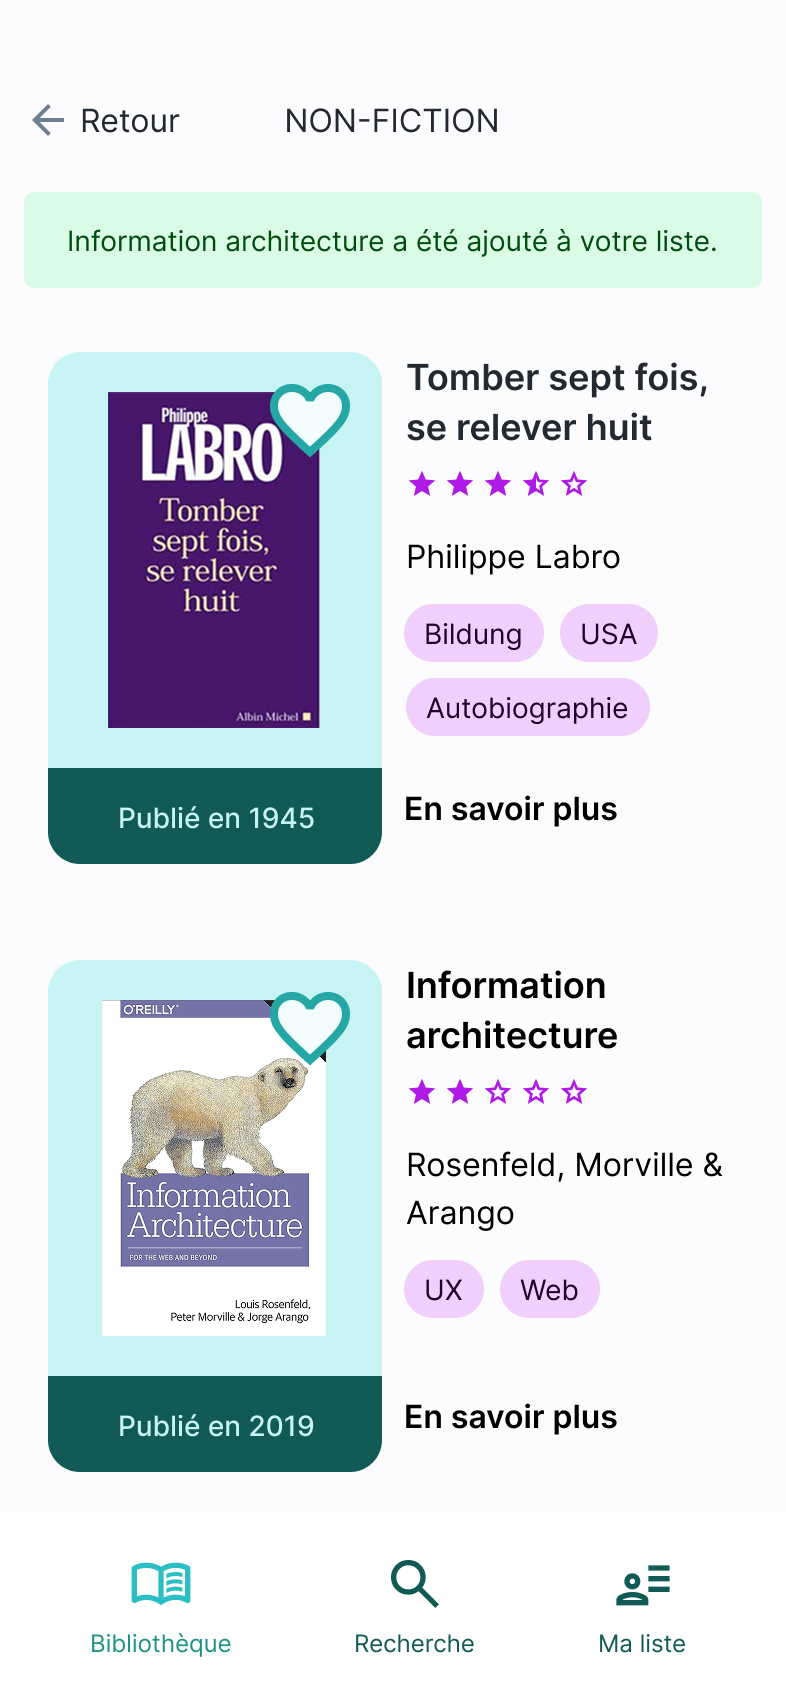 Retour
NON-FICTION
Information architecture a été ajouté à votre liste.
Philippe
LABRO
Tomber
sept fois,
se relever
huit
Albin Michel
Publié en 1945
Tomber sept fois,
se relever huit
Philippe Labro
Bildung
USA
Autobiographie
En savoir plus
O'REILLY®
Information
Architecture
FOR THE WEB AND BEYOND
Louis Rosenfeld,
Peter Morville & Jorge Arango
Publié en 2019
Information
architecture
Rosenfeld, Morville &
Arango
UX
Web
En savoir plus
Bibliothèque
Recherche
Ma liste